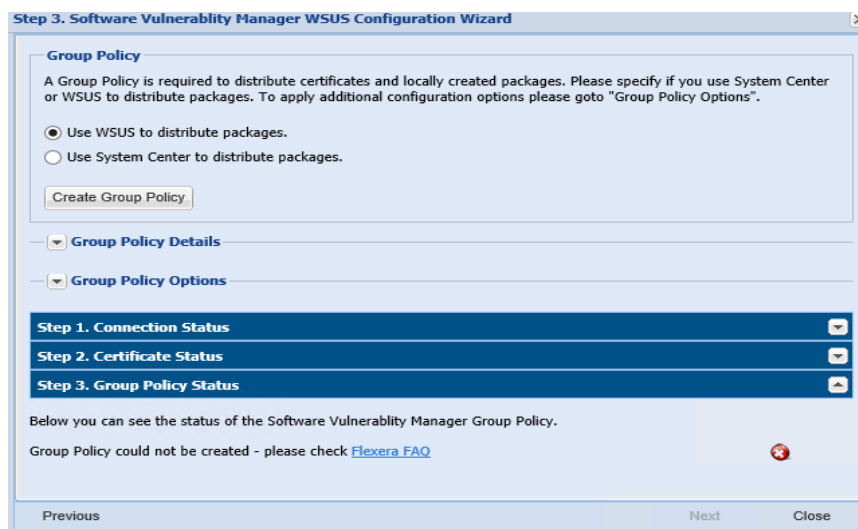 Step 3. Software Vulnerablity Manager WSUS Configuration Wizard
Group Policy
A Group Policy is required to distribute certificates and locally created packages. Please specify if you use System Center
or WSUS to distribute packages. To apply additional configuration options please goto "Group Policy Options".
Use WSUS to distribute packages.
Use System Center to distribute packages.
Create Group Policy
Group Policy Details
Group Policy Options
Step 1. Connection Status
Step 2. Certificate Status
Step 3. Group Policy Status
Below you can see the status of the Software Vulnerablity Manager Group Policy.
Group Policy could not be created - please check Flexera FAQ
Previous Next Close